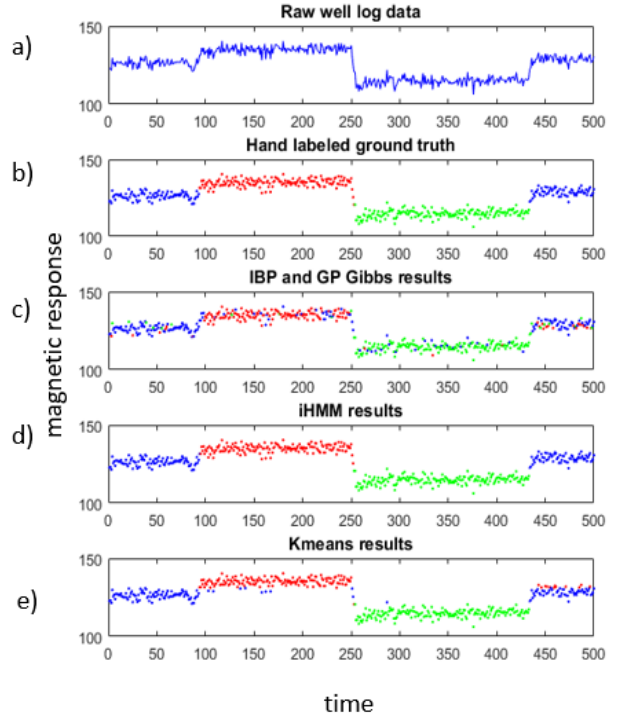 Raw well log data
a)
150
100
0 50 100 150 200 250 300 350 400 450 500
Hand labeled ground truth
b)
150
100
0 50 100 150 200 250 300 350 400 450 500
IBP and GP Gibbs results
c)
150
100
0 50 100 150 200 250 300 350 400 450 500
magnetic response
iHMM results
d)
150
100
0 50 100 150 200 250 300 350 400 450 500
Kmeans results
e)
150
100
0 50 100 150 200 250 300 350 400 450 500
time